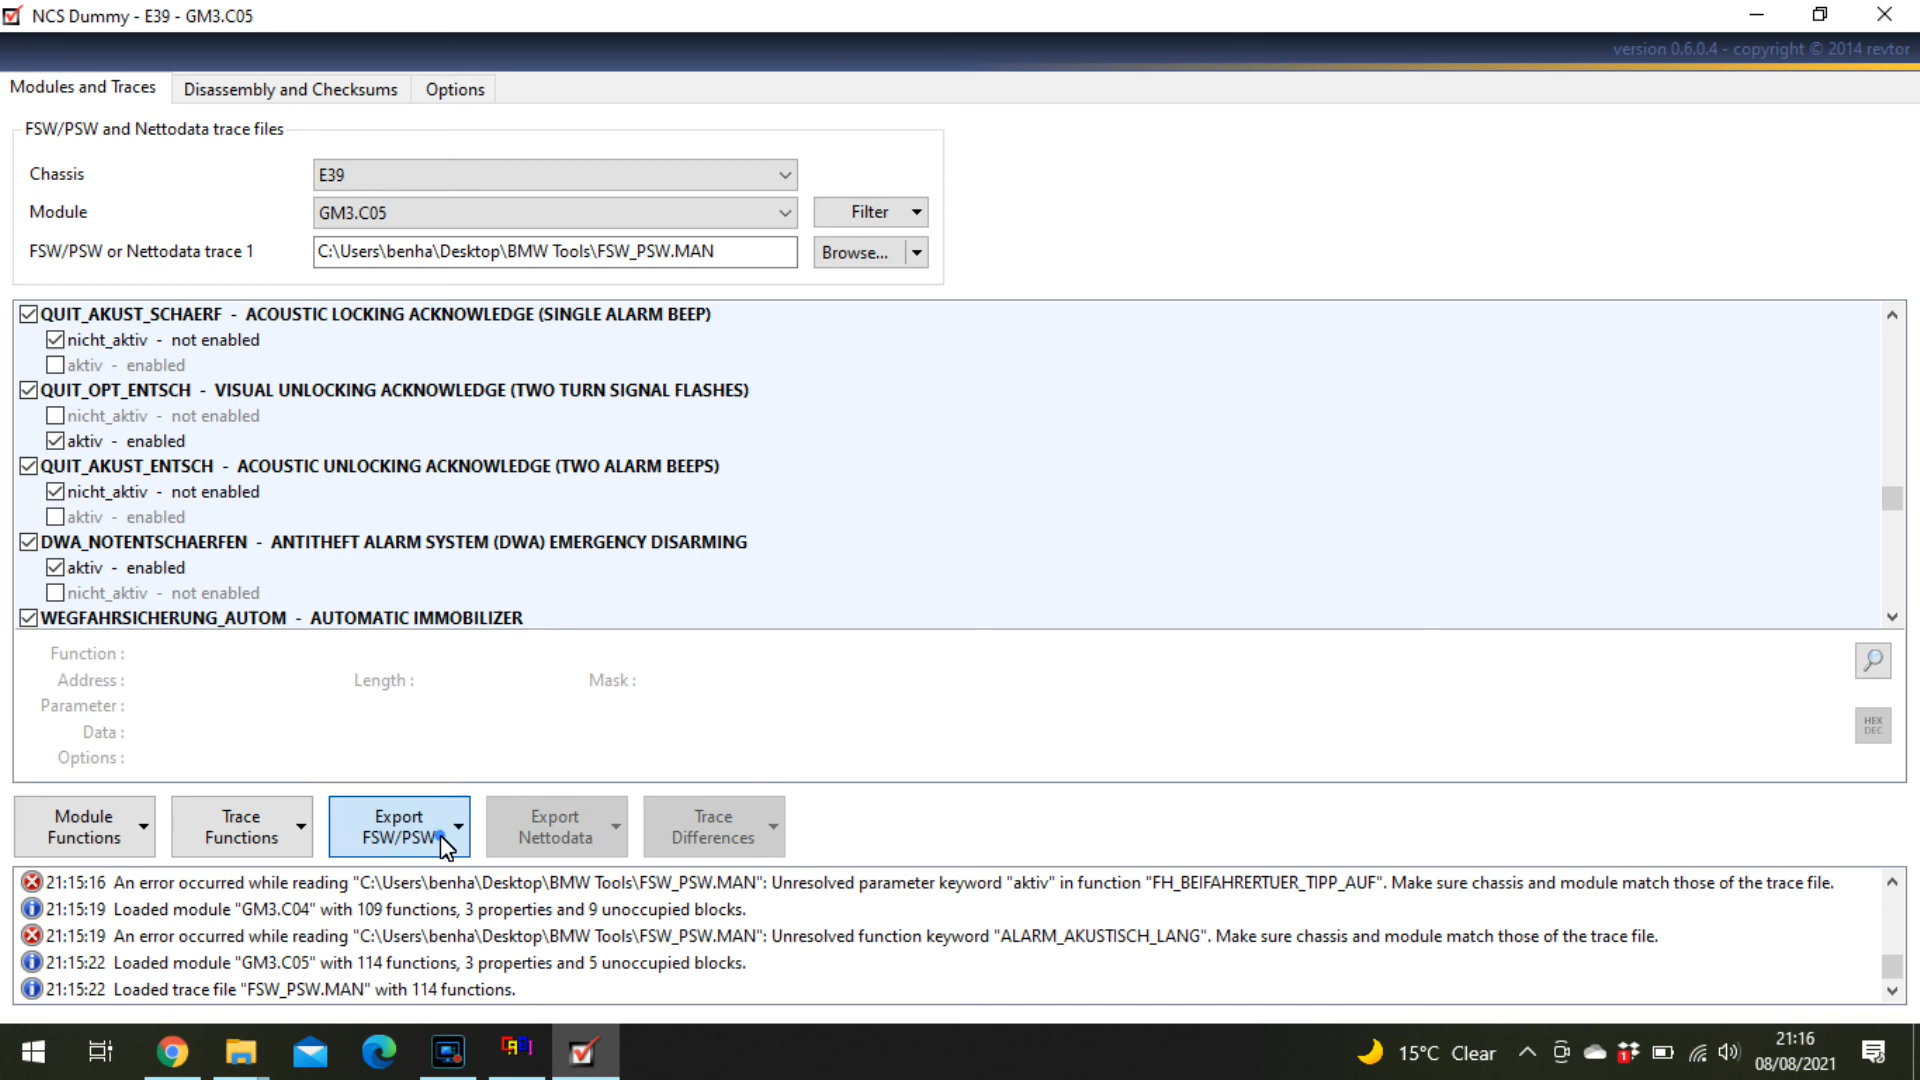 NCS Dummy - E39 - GM3.C05
version 0.6.0.4 - copyright © 2014 revtor
Modules and Traces
Disassembly and Checksums
Options
FSW/PSW and Nettodata trace files
Chassis
E39
Module
GM3.C05
Filter
FSW/PSW or Nettodata trace 1
C:\Users\benha\Desktop\BMW Tools\FSW_PSW.MAN
Browse...
QUIT_AKUST_SCHAERF - ACOUSTIC LOCKING ACKNOWLEDGE (SINGLE ALARM BEEP)
nicht_aktiv - not enabled
aktiv - enabled
QUIT_OPT_ENTSCH - VISUAL UNLOCKING ACKNOWLEDGE (TWO TURN SIGNAL FLASHES)
nicht_aktiv - not enabled
aktiv - enabled
QUIT_AKUST_ENTSCH - ACOUSTIC UNLOCKING ACKNOWLEDGE (TWO ALARM BEEPS)
nicht_aktiv - not enabled
aktiv - enabled
DWA_NOTENTSCHAERFEN - ANTITHEFT ALARM SYSTEM (DWA) EMERGENCY DISARMING
aktiv - enabled
nicht_aktiv - not enabled
WEGFAHRSICHERUNG_AUTOM - AUTOMATIC IMMOBILIZER
Function :
Address :
Length :
Mask :
Parameter :
Data :
Options :
HEX
DEC
Module
Functions
Trace
Functions
Export
FSW/PSW
Export
Nettodata
Trace
Differences
21:15:16 An error occurred while reading "C:\Users\benha\Desktop\BMW Tools\FSW_PSW.MAN": Unresolved parameter keyword "aktiv" in function "FH_BEIFAHRERTUER_TIPP_AUF". Make sure chassis and module match those of the trace file.
21:15:19 Loaded module "GM3.C04" with 109 functions, 3 properties and 9 unoccupied blocks.
21:15:19 An error occurred while reading "C:\Users\benha\Desktop\BMW Tools\FSW_PSW.MAN": Unresolved function keyword "ALARM_AKUSTISCH_LANG". Make sure chassis and module match those of the trace file.
21:15:22 Loaded module "GM3.C05" with 114 functions, 3 properties and 5 unoccupied blocks.
21:15:22 Loaded trace file "FSW_PSW.MAN" with 114 functions.
15°C Clear
1
21:16
08/08/2021